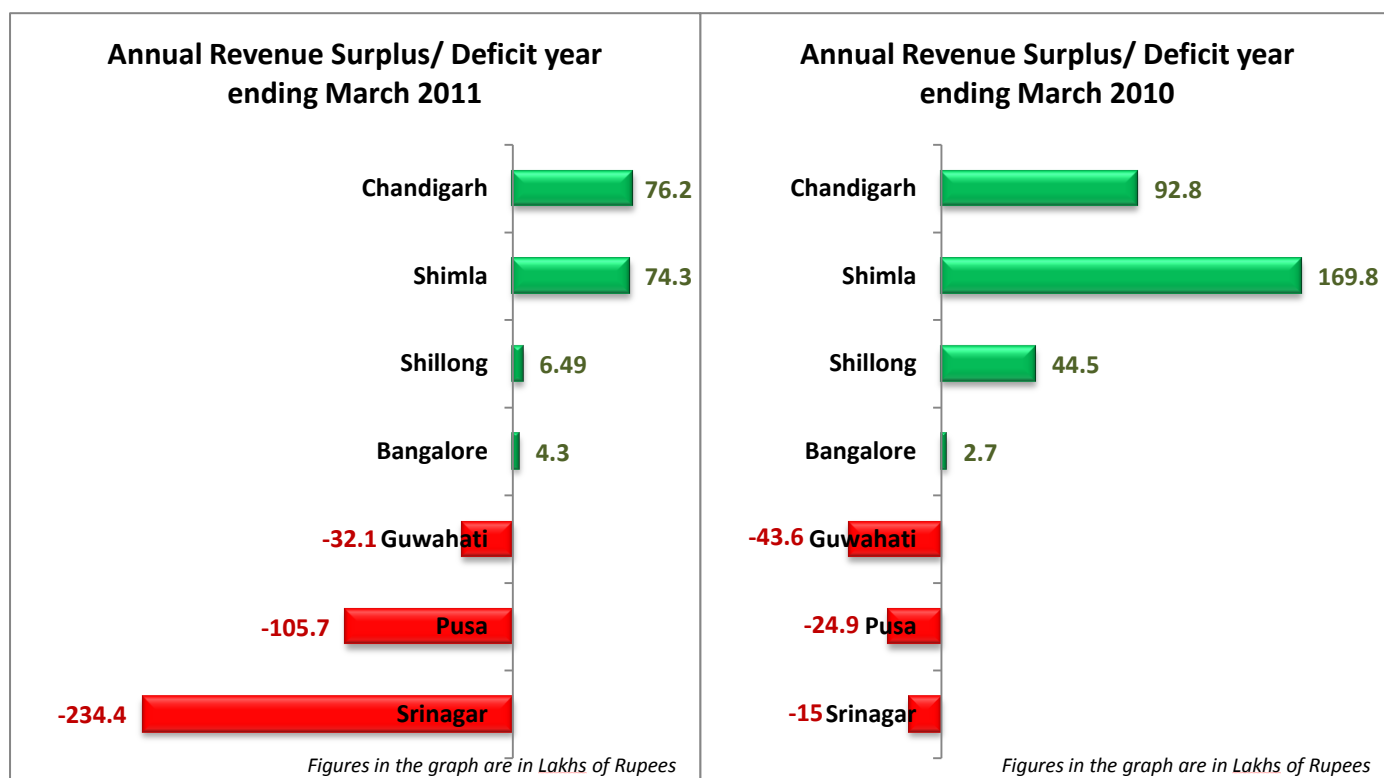 Annual Revenue Surplus/ Deficit year
ending March 2011
Chandigarh 76.2
Shimla 74.3
Shillong 6.49
Bangalore 4.3
-32.1 Guwahati
-105.7 Pusa
-234.4 Srinagar
Figures in the graph are in Lakhs of Rupees
Annual Revenue Surplus/ Deficit year
ending March 2010
Chandigarh 92.8
Shimla 169.8
Shillong 44.5
Bangalore 2.7
-43.6 Guwahati
-24.9 Pusa
-15 Srinagar
Figures in the graph are in Lakhs of Rupees